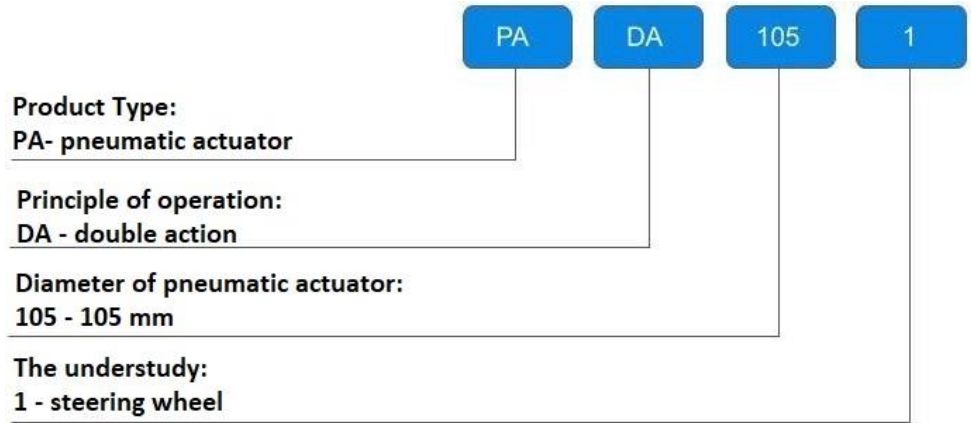 PA DA 105 1
Product Type:
PA- pneumatic actuator
Principle of operation:
DA - double action
Diameter of pneumatic actuator:
105 - 105 mm
The understudy:
1 - steering wheel